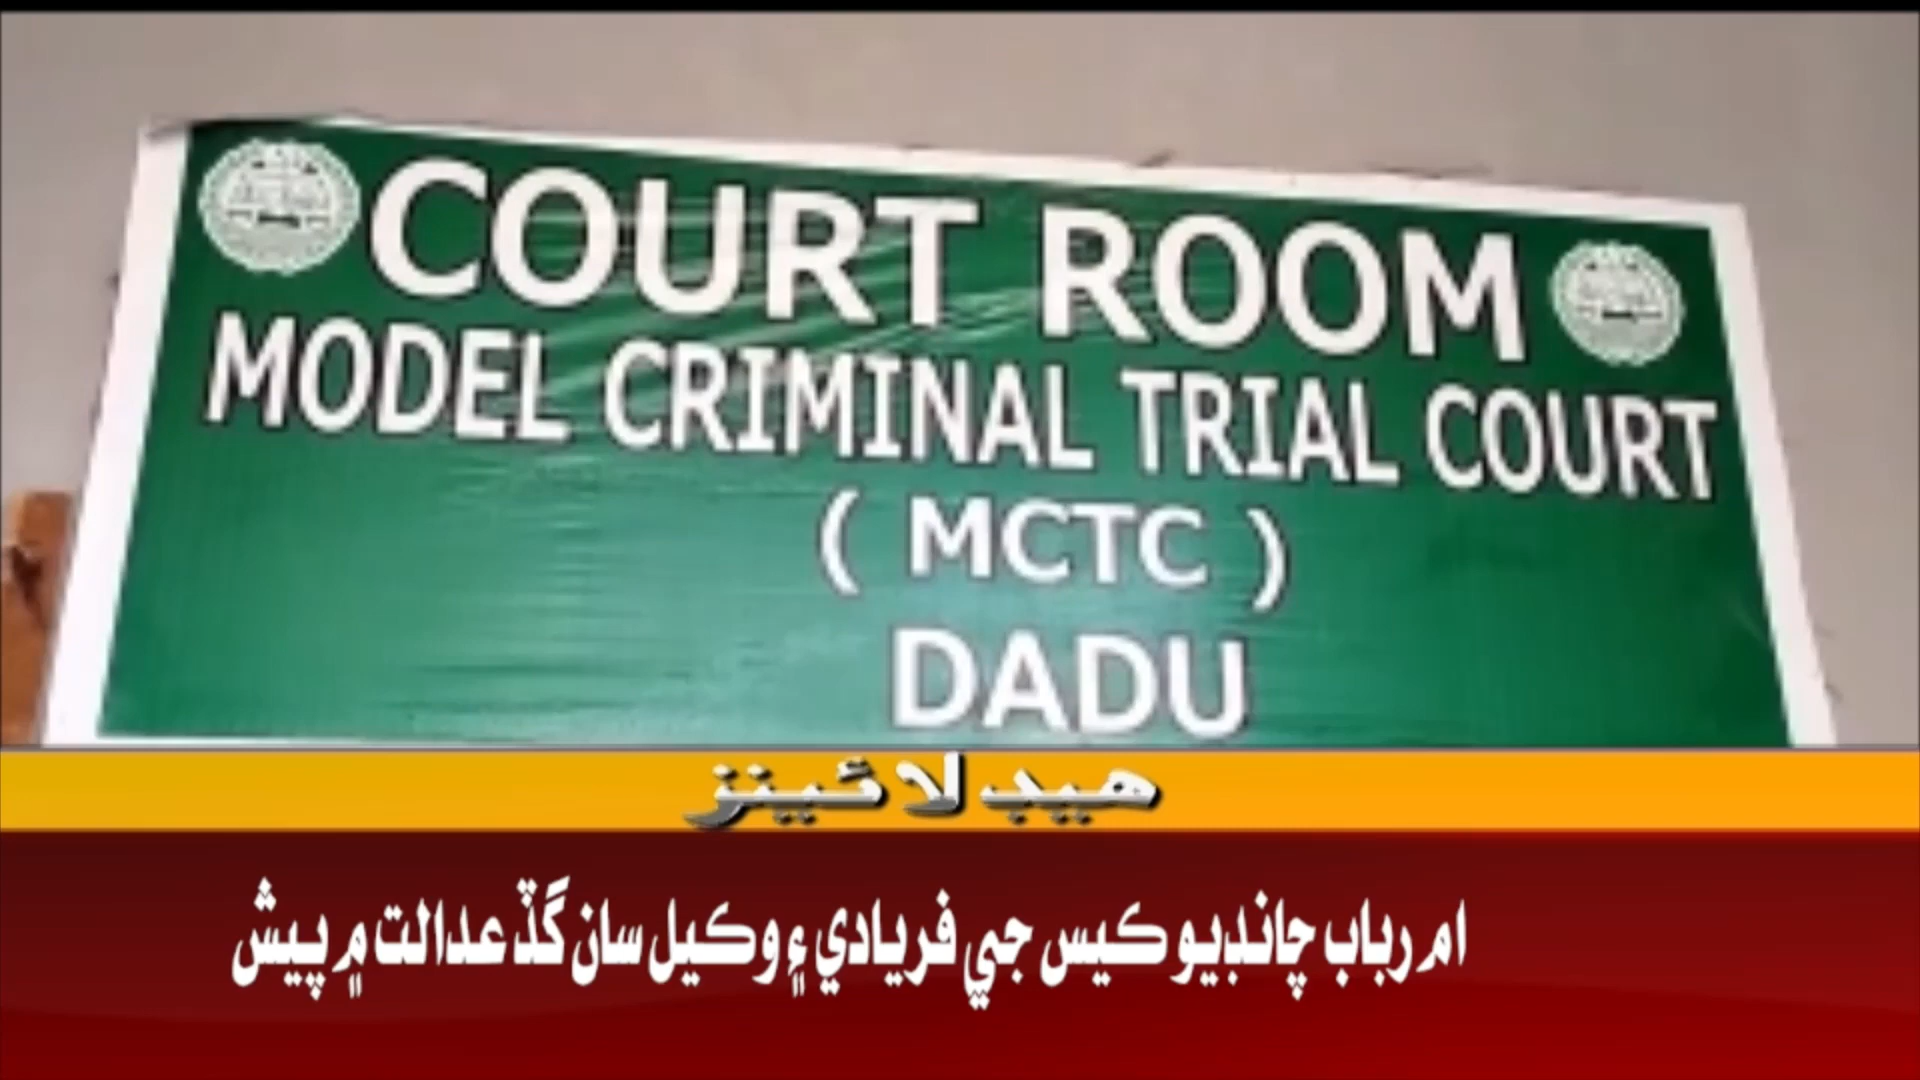 COURT ROOM
MODEL CRIMINAL TRIAL COURT
( MCTC )
DADU
هيڊ لائينز
ام رباب چانڊيو ڪيس جي فريادي ۽ وڪيل سان گڏ عدالت ۾ پيش